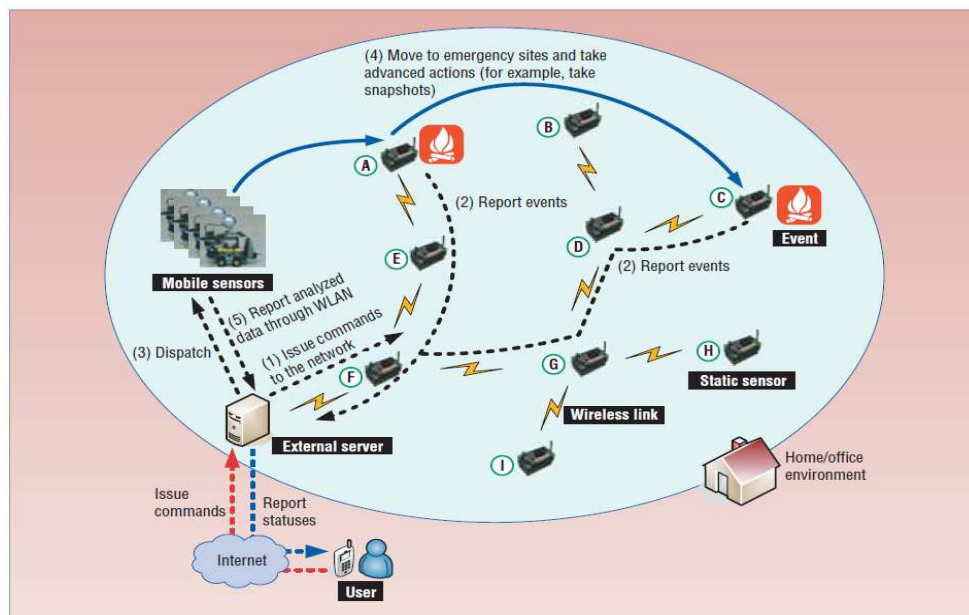 (4) Move to emergency sites and take
advanced actions (for example, take
snapshots)
B
A
C
(2) Report events
D
Event
E
(2) Report events
Mobile sensors
(5) Report analyzed
data through WLAN
(1) Issue commands
to the network
(3) Dispatch
F
G
H
Static sensor
Wireless link
External server
I
Home/office
environment
Issue
commands
Report
statuses
Internet
User